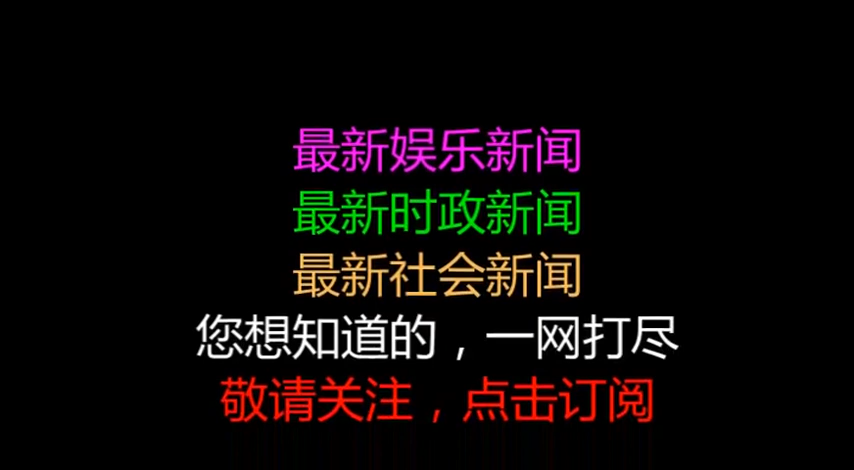 最新娱乐新闻
最新时政新闻
最新社会新闻
您想知道的，一网打尽
敬请关注，点击订阅